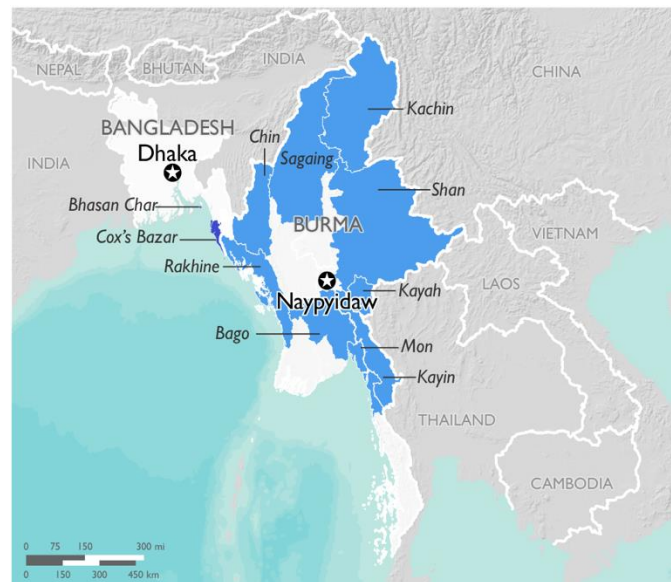 NEPAL
BHUTAN
INDIA
CHINA
Kachin
BANGLADESH
Chin
Dhaka
Sagaing
INDIA
Shan
Bhasan Char
BURMA
VIETNAM
Cox's Bazar
Rakhine
LAOS
Kayah
Naypyidaw
Bago
Mon
Kayin
THAILAND
CAMBODIA
0 75 150 300 mi
0 150 300 450 km